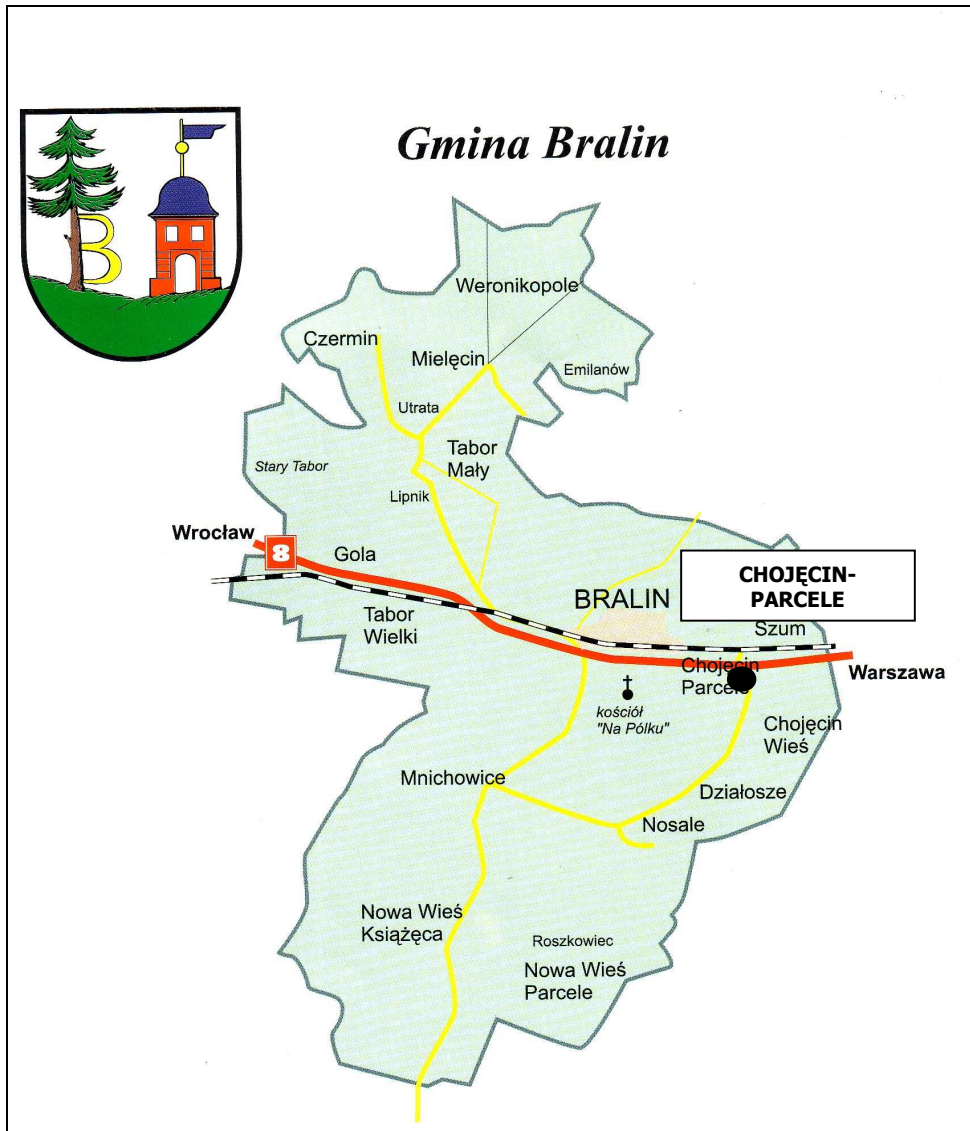 Gmina Bralin
B
Weronikopole
Czermin
Mielęcin
Emilanów
Utrata
Tabor
Mały
Stary Tabor
Lipnik
Wrocław
8
Gola
CHOJĘCIN-
PARCELE
BRALIN
Tabor
Wielki
Szum
Chojęcin
Parcele
Warszawa
kościół
"Na Pólku"
Chojęcin
Wieś
Mnichowice
Działosze
Nosale
Nowa Wieś
Książęca
Roszkowiec
Nowa Wieś
Parcele